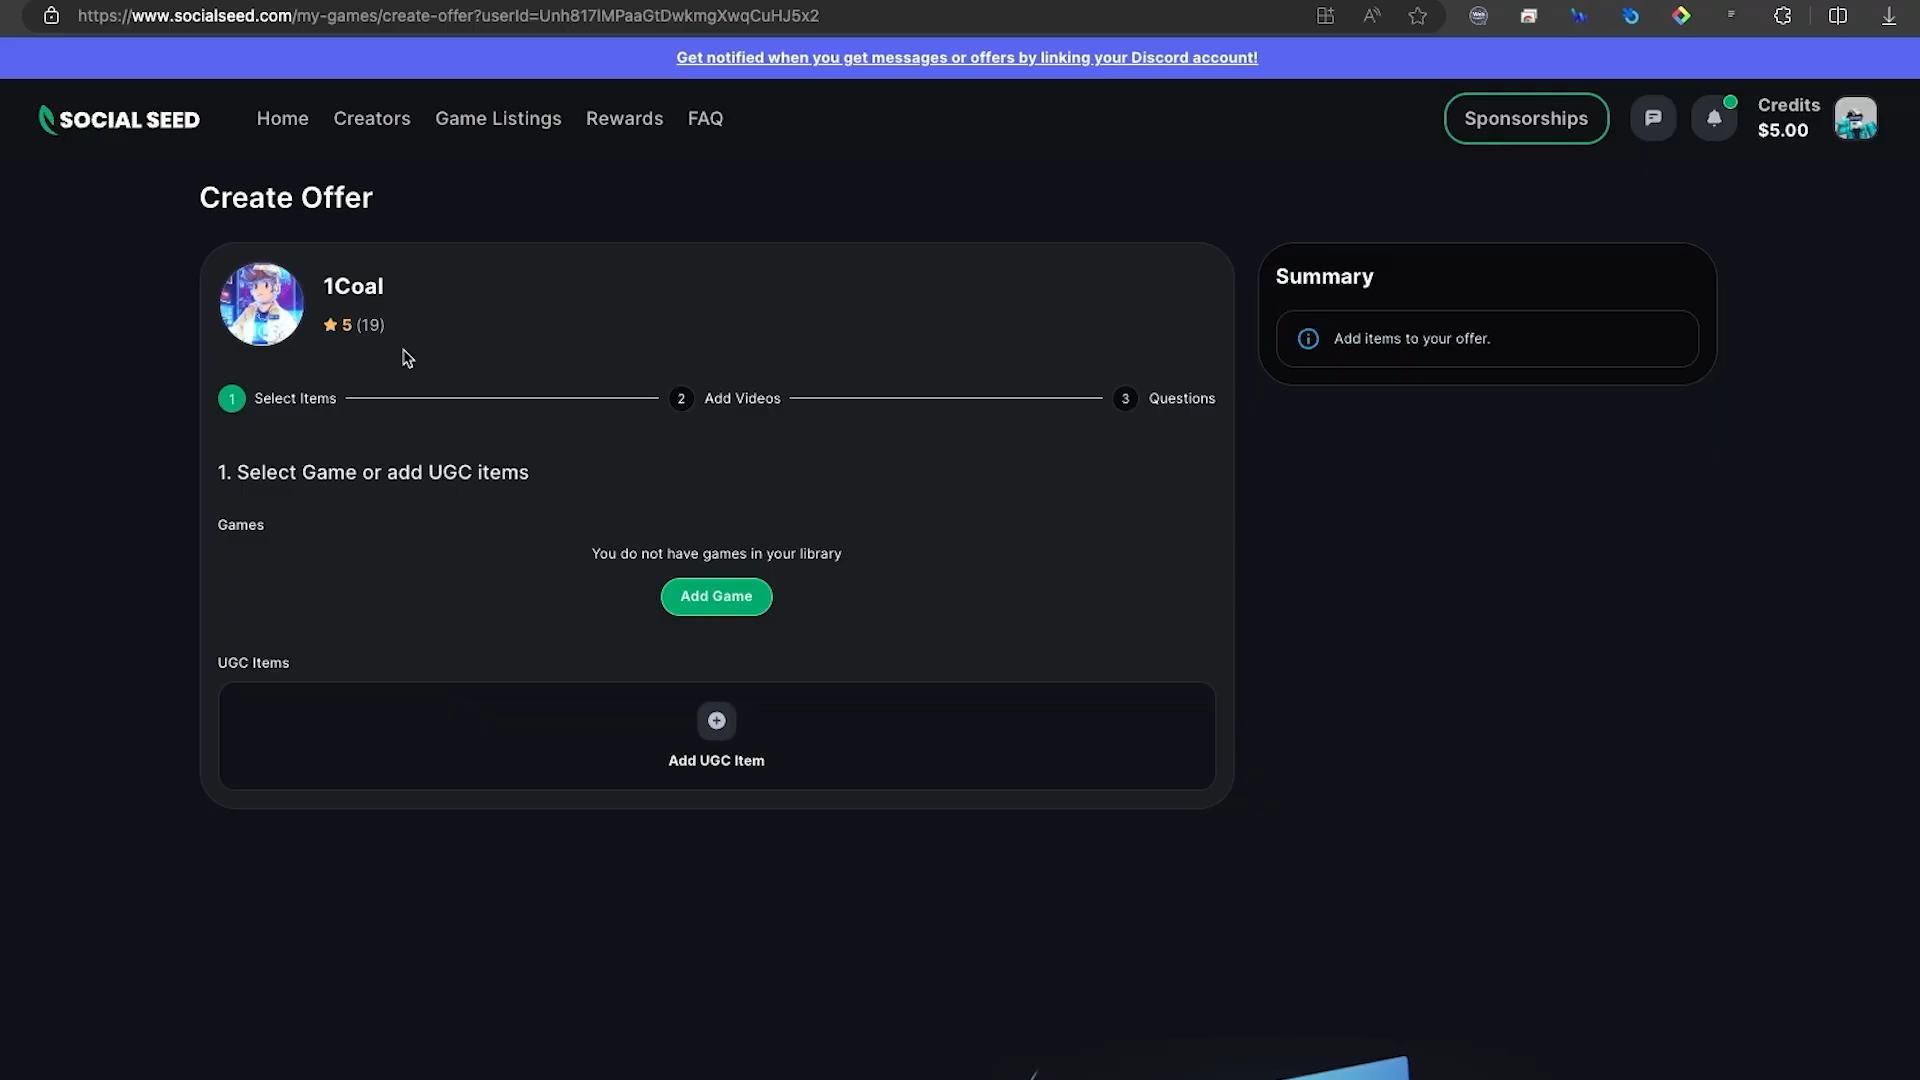 https://www.socialseed.com/my-games/create-offer?userId=Unh817lMPaaGtDwkmgXwqCuHJ5x2
Get notified when you get messages or offers by linking your Discord account!
SOCIAL SEED
Home
Creators
Game Listings
Rewards
FAQ
Sponsorships
Credits
$5.00
Create Offer
1Coal
5 (19)
1 Select Items
2 Add Videos
3 Questions
1. Select Game or add UGC items
Games
You do not have games in your library
Add Game
UGC Items
Add UGC Item
Summary
Add items to your offer.